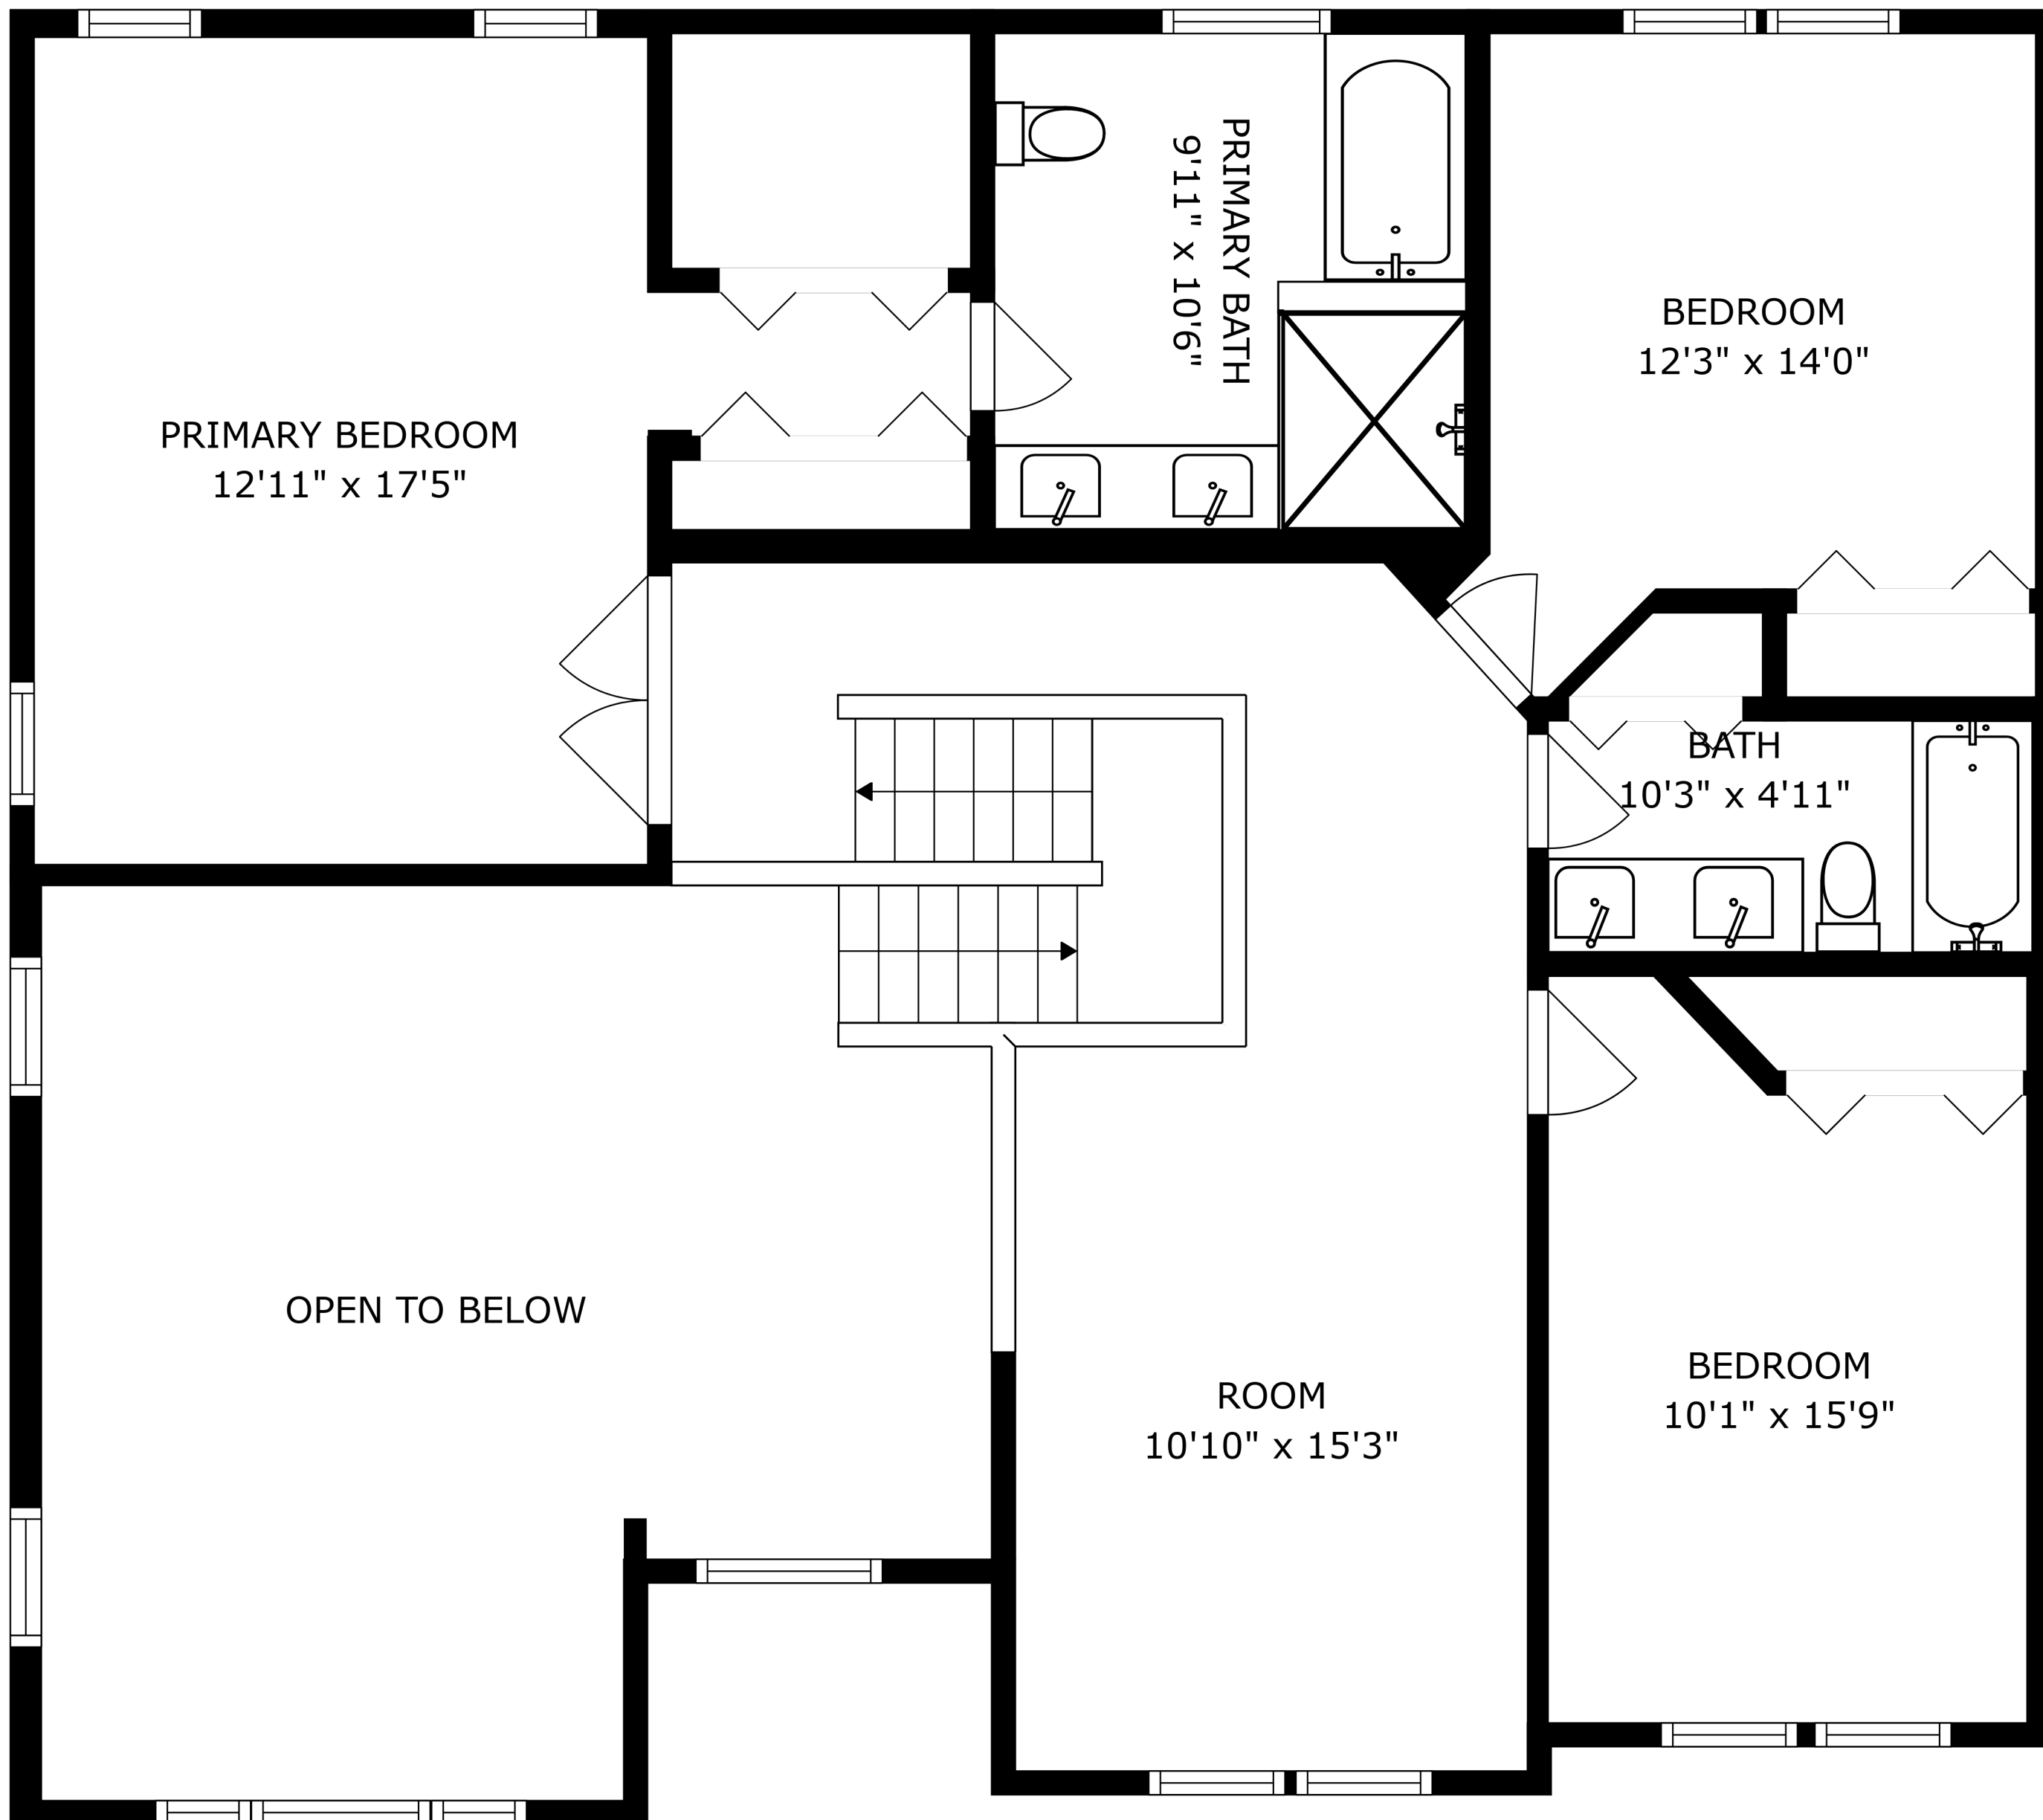 PRIMARY BATH
9'11" x 10'6"
BEDROOM
12'3" x 14'0"
PRIMARY BEDROOM
12'11" x 17'5"
BATH
10'3" x 4'11"
OPEN TO BELOW
ROOM
10'10" x 15'3"
BEDROOM
10'1" x 15'9"